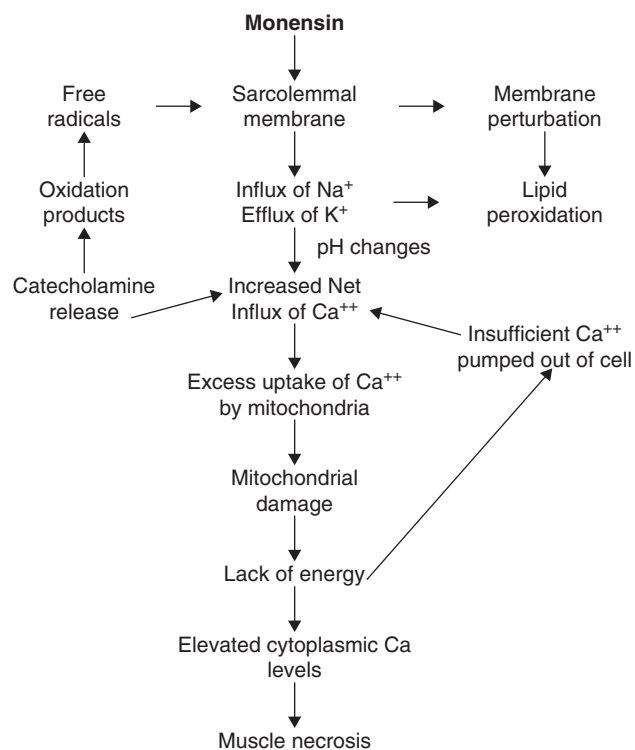 Monensin
Free
radicals
Sarcolemmal
membrane
Membrane
perturbation
Oxidation
products
Influx of Na⁺
Efflux of K⁺
Lipid
peroxidation
pH changes
Catecholamine
release
Increased Net
Influx of Ca⁺⁺
Insufficient Ca⁺⁺
pumped out of cell
Excess uptake of Ca⁺⁺
by mitochondria
Mitochondrial
damage
Lack of energy
Elevated cytoplasmic Ca
levels
Muscle necrosis